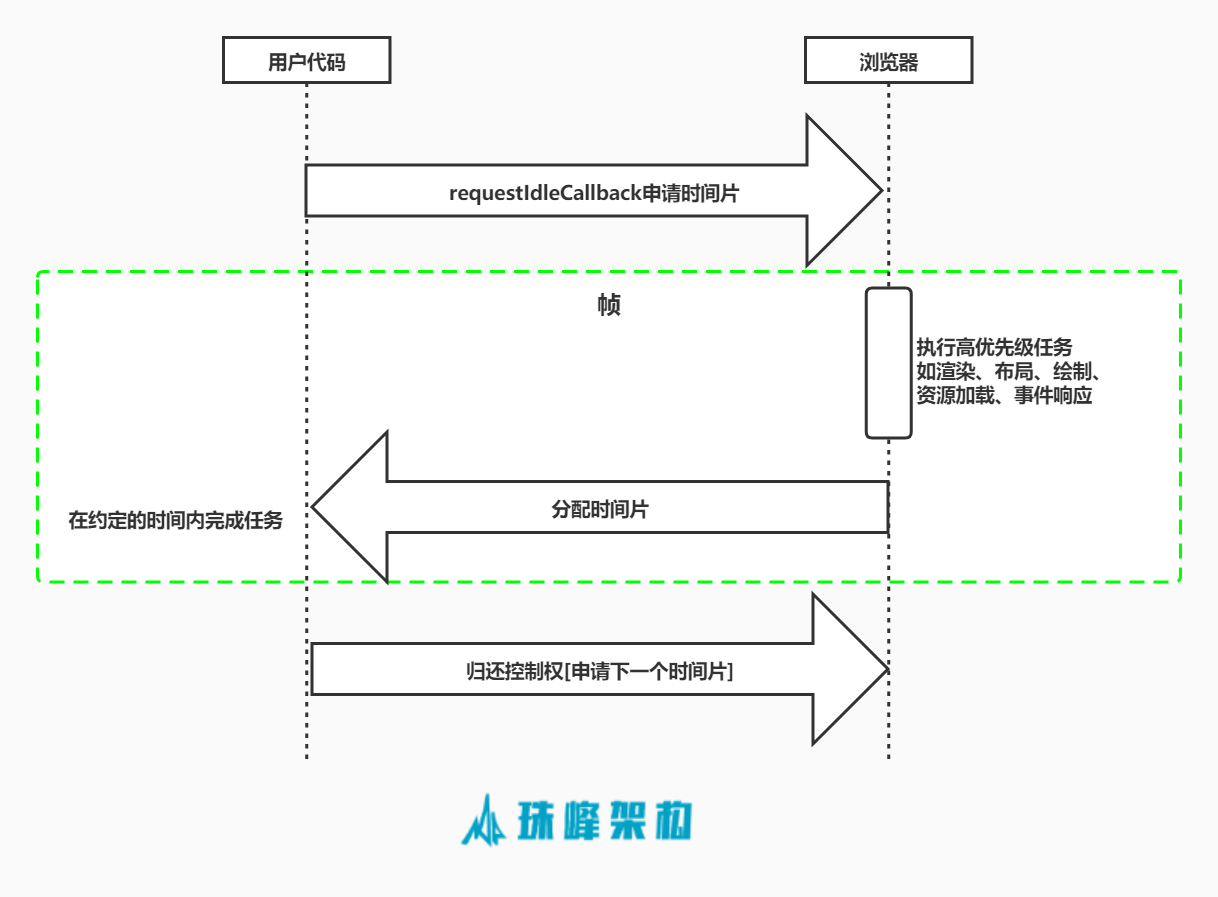 用户代码
浏览器
requestIdleCallback申请时间片
帧
执行高优先级任务
如渲染、布局、绘制、
资源加载、事件响应
分配时间片
在约定的时间内完成任务
归还控制权[申请下一个时间片]
珠峰架构